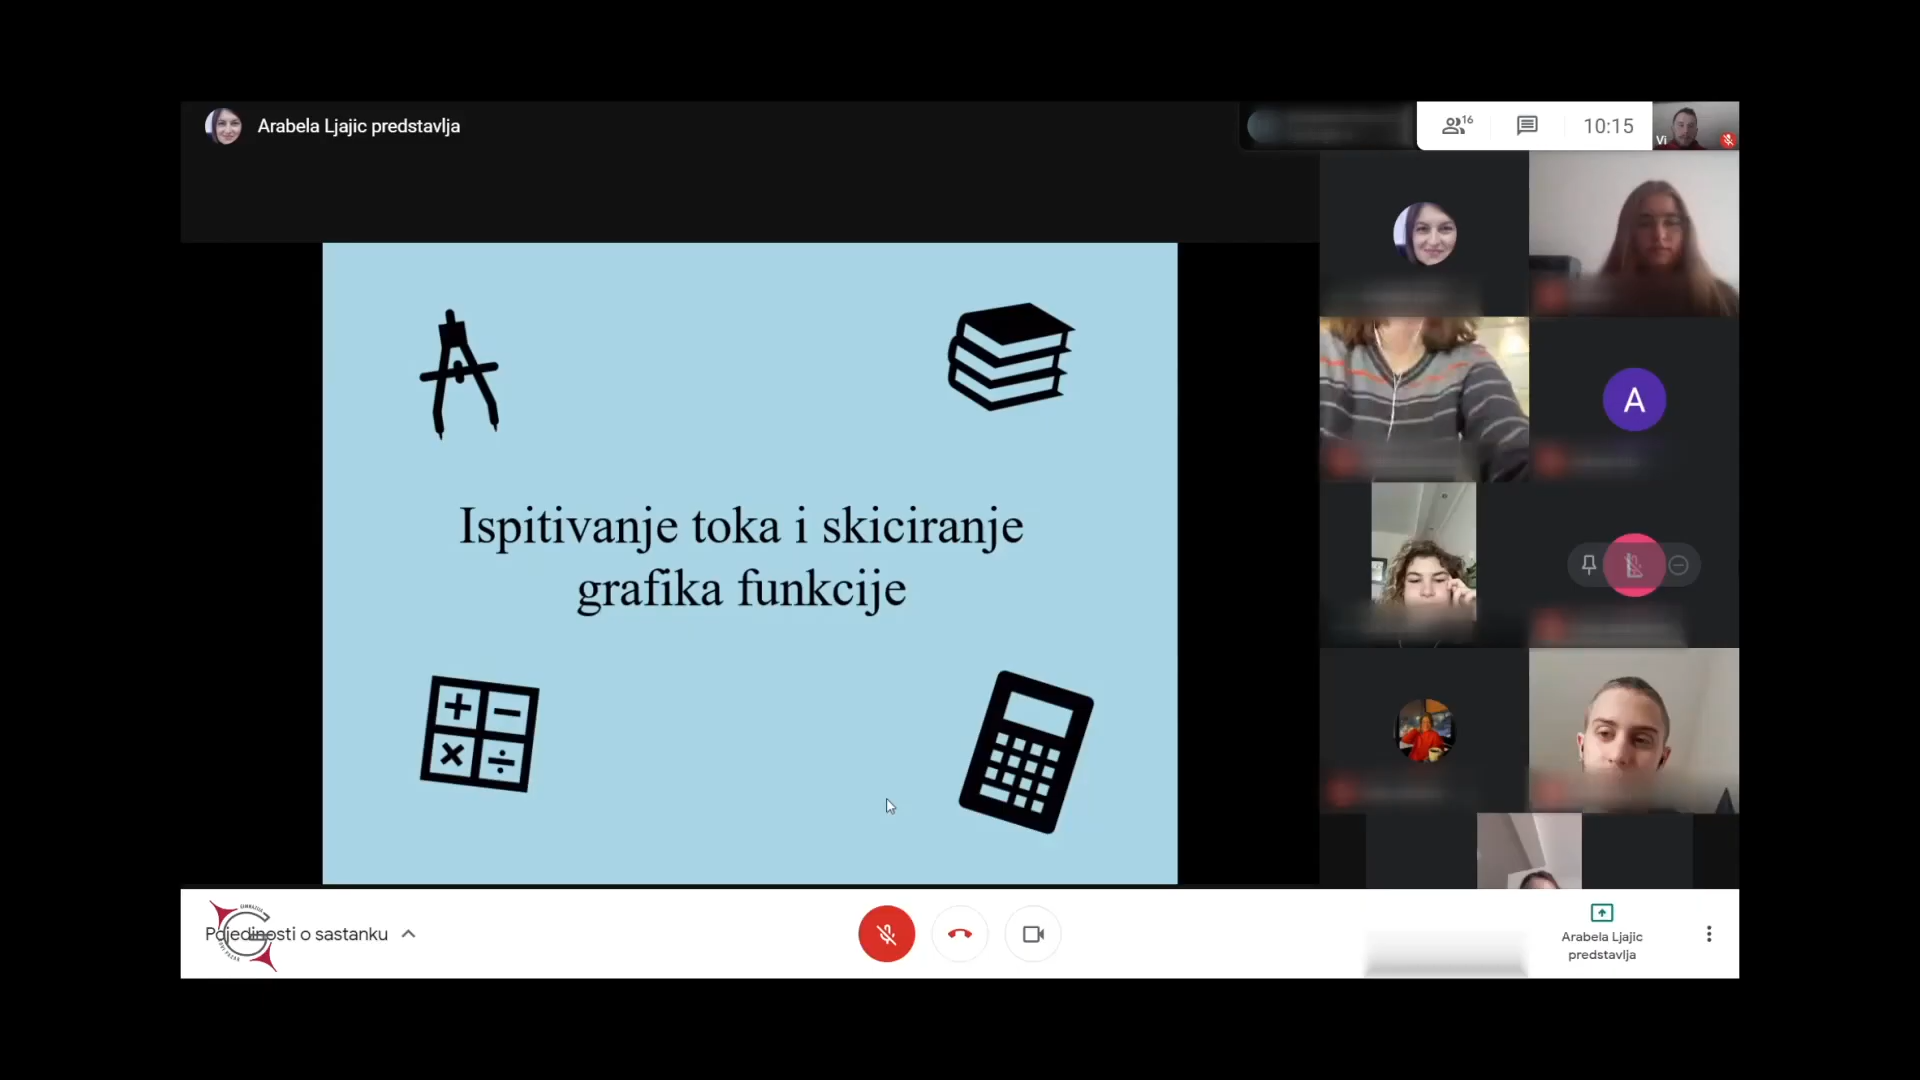 Arabela Ljajic predstavlja
16
10:15
Vi
A
Ispitivanje toka i skiciranje
grafika funkcije
Pojedinosti o sastanku
Arabela Ljajic
predstavlja